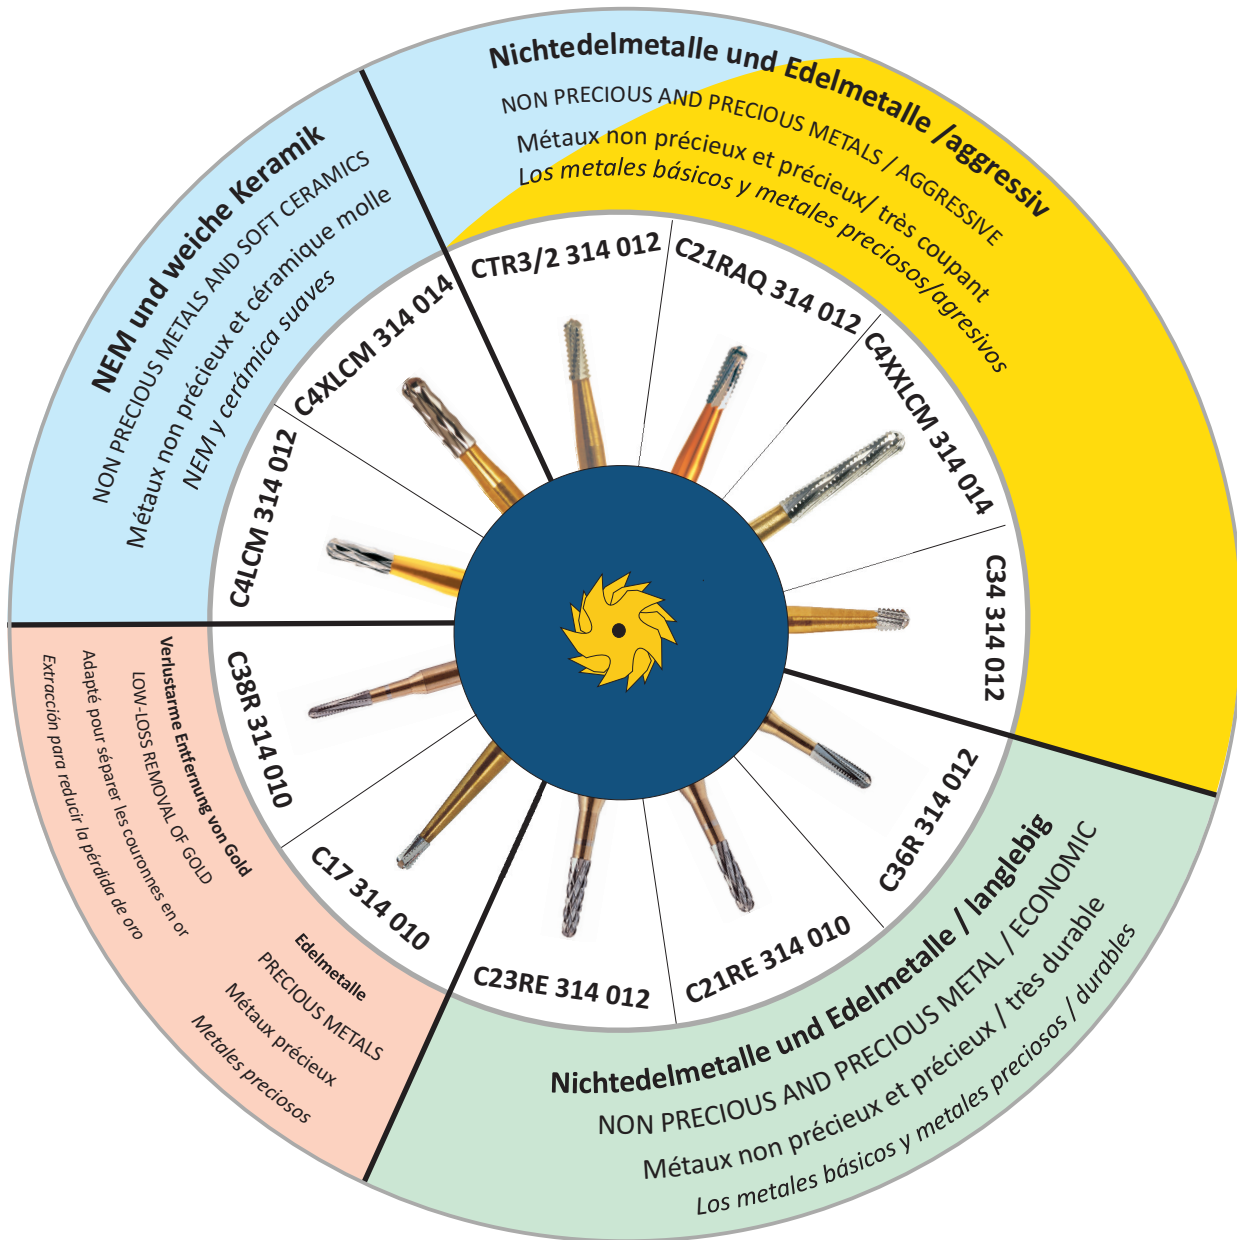 Nichtedelmetalle und Edelmetalle /aggressiv
NON PRECIOUS AND PRECIOUS METALS / AGGRESSIVE
Métaux non précieux et précieux/ très coupant
Los metales básicos y metales preciosos/agresivos
CTR3/2 314 012
C21RAQ 314 012
C4XXLCM 314 014
C34 314 012
Nichtedelmetalle und Edelmetalle / langlebig
NON PRECIOUS AND PRECIOUS METAL / ECONOMIC
Métaux non précieux et précieux / très durable
Los metales básicos y metales preciosos / durables
C36R 314 012
C21RE 314 010
C23RE 314 012
Edelmetalle
PRECIOUS METALS
Métaux précieux
Metales preciosos
C17 314 010
Verlustarme Entfernung von Gold
LOW-LOSS REMOVAL OF GOLD
Adapté pour séparer les couronnes en or
Extracción para reducir la pérdida de oro
C38R 314 010
NEM und weiche Keramik
NON PRECIOUS METALS AND SOFT CERAMICS
Métaux non précieux et céramique molle
NEM y cerámica suaves
C4LCM 314 012
C4XLCM 314 014